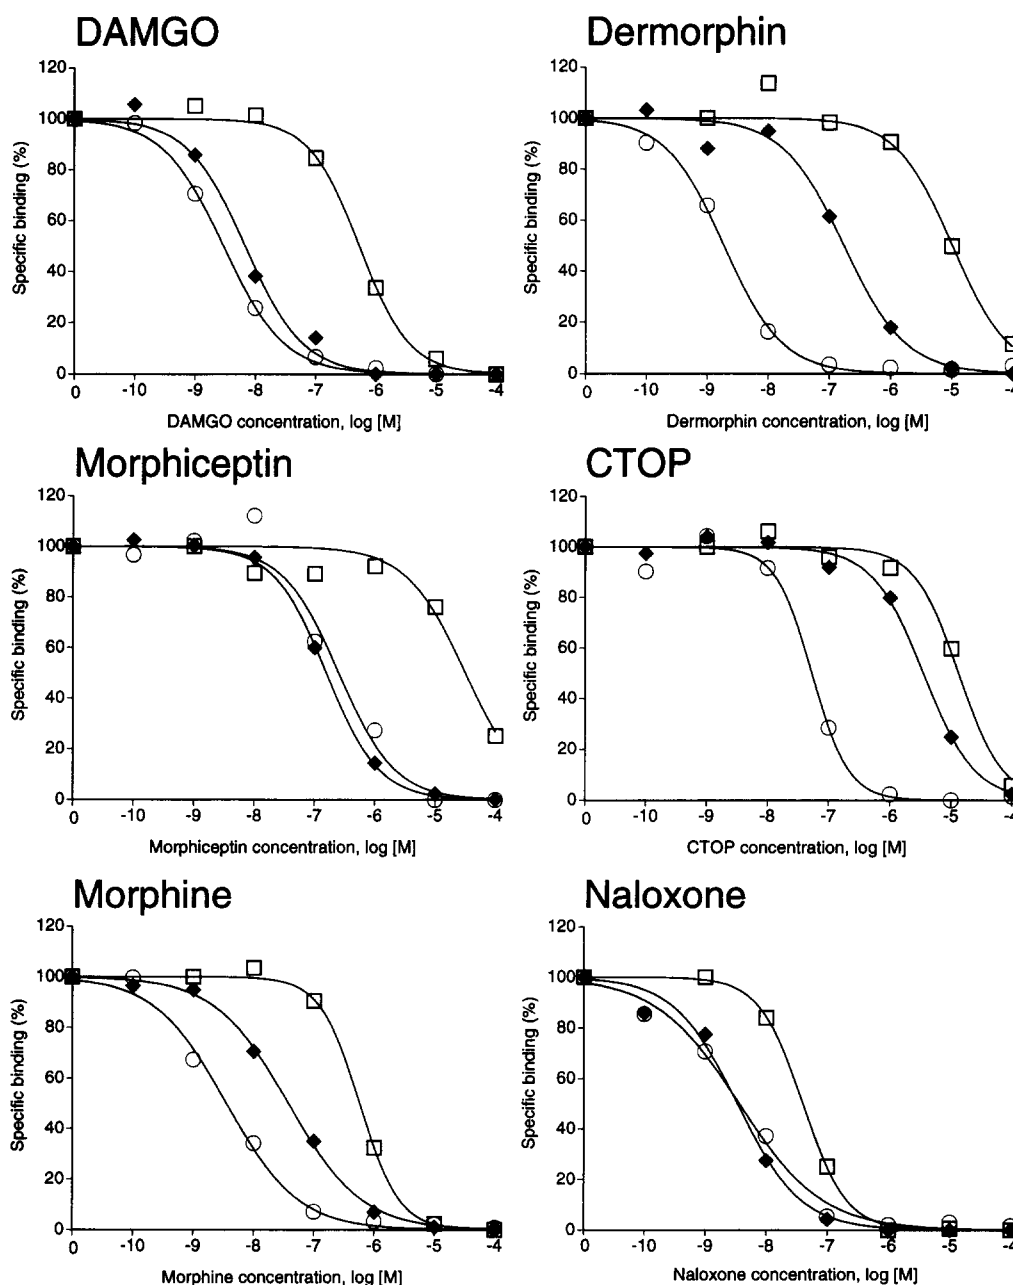 DAMGO
120
100
80
60
40
20
0
Specific binding (%)
0 -10 -9 -8 -7 -6 -5 -4
DAMGO concentration, log [M]
Dermorphin
120
100
80
60
40
20
0
Specific binding (%)
0 -10 -9 -8 -7 -6 -5 -4
Dermorphin concentration, log [M]
Morphiceptin
120
100
80
60
40
20
0
Specific binding (%)
0 -10 -9 -8 -7 -6 -5 -4
Morphiceptin concentration, log [M]
CTOP
120
100
80
60
40
20
0
Specific binding (%)
0 -10 -9 -8 -7 -6 -5 -4
CTOP concentration, log [M]
Morphine
120
100
80
60
40
20
0
Specific binding (%)
0 -10 -9 -8 -7 -6 -5 -4
Morphine concentration, log [M]
Naloxone
120
100
80
60
40
20
0
Specific binding (%)
0 -10 -9 -8 -7 -6 -5 -4
Naloxone concentration, log [M]